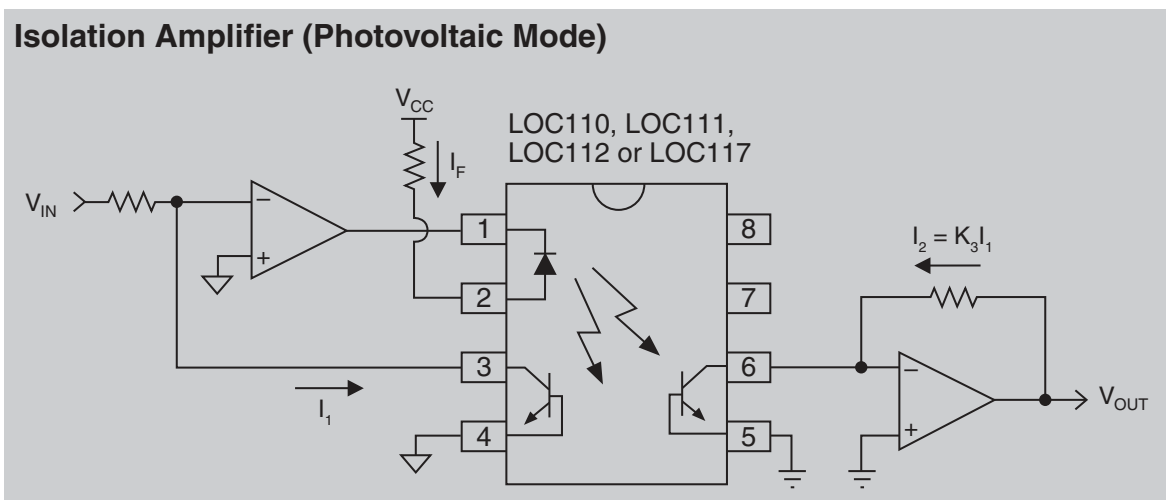 Isolation Amplifier (Photovoltaic Mode)
VCC
LOC110, LOC111,
LOC112 or LOC117
IF
VIN
−
+
1
2
3
4
8
7
6
5
I2 = K3I1
I1
−
+
VOUT